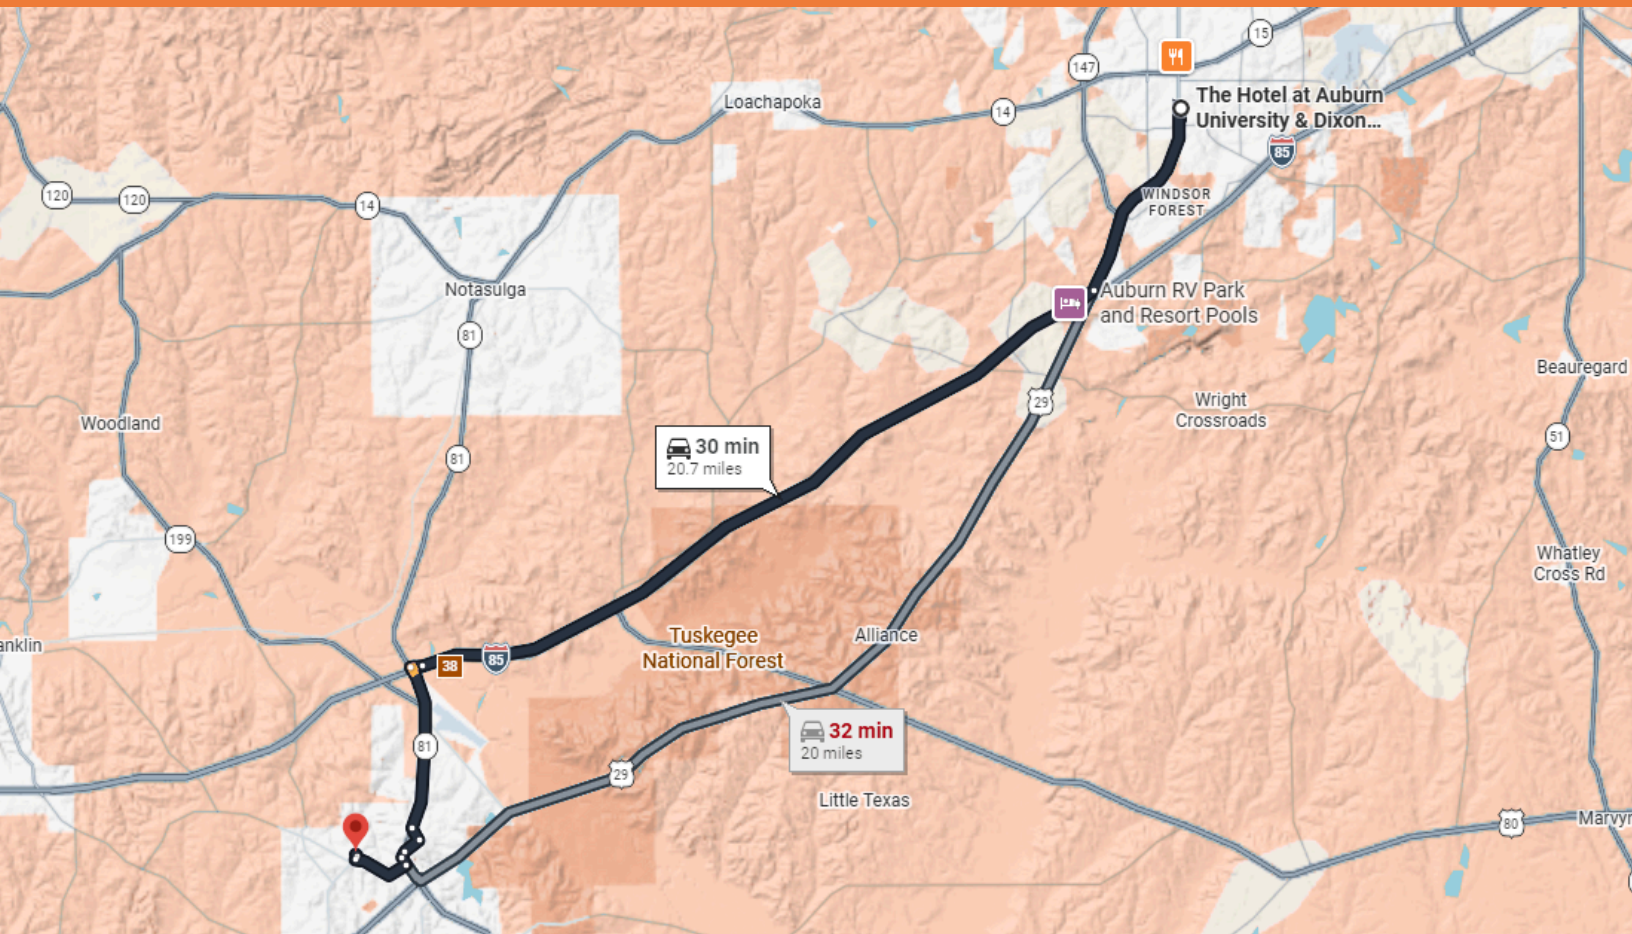 15
147
Loachapoka
14
The Hotel at Auburn
University & Dixon...
85
120
120
14
WINDSOR
FOREST
Notasulga
Auburn RV Park
and Resort Pools
81
Beauregard
29
Wright
Crossroads
Woodland
51
30 min
20.7 miles
81
199
Whatley
Cross Rd
anklin
Tuskegee
National Forest
Alliance
38
85
32 min
20 miles
81
29
Little Texas
80
Marvyn